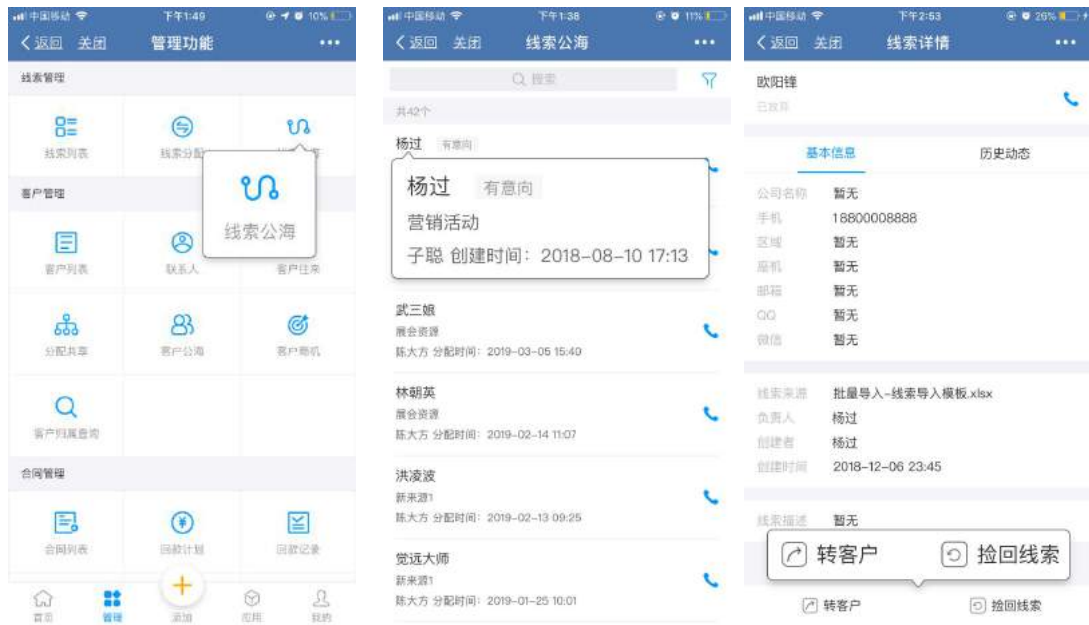 中国移动
下午1:49
10%
返回 关闭 管理功能
线索管理
线索列表
线索分配
线索公海
客户管理
客户列表
联系人
客户往来
分配共享
客户公海
客户商机
客户归属查询
合同管理
合同列表
回款计划
回款记录
首页
管理
添加
应用
我的
中国移动
下午1:38
11%
返回 关闭 线索公海
搜索
共42个
杨过 有意向
杨过 有意向
营销活动
子聪 创建时间：2018-08-10 17:13
武三娘
展会资源
陈大方 分配时间：2019-03-05 15:40
林朝英
展会资源
陈大方 分配时间：2019-02-14 11:07
洪凌波
新来源1
陈大方 分配时间：2019-02-13 09:25
觉远大师
新来源1
陈大方 分配时间：2019-01-25 10:01
中国移动
下午2:53
26%
返回 关闭 线索详情
欧阳锋
已放弃
基本信息 历史动态
公司名称 暂无
手机 18800008888
区域 暂无
座机 暂无
邮箱 暂无
QQ 暂无
微信 暂无
线索来源 批量导入-线索导入模板.xlsx
负责人 杨过
创建者 杨过
创建时间 2018-12-06 23:45
线索描述 暂无
转客户 捡回线索
转客户 捡回线索